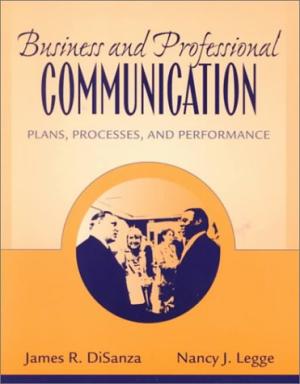 Business and Professional
COMMUNICATION
PLANS, PROCESSES, AND PERFORMANCE
James R. DiSanza Nancy J. Legge